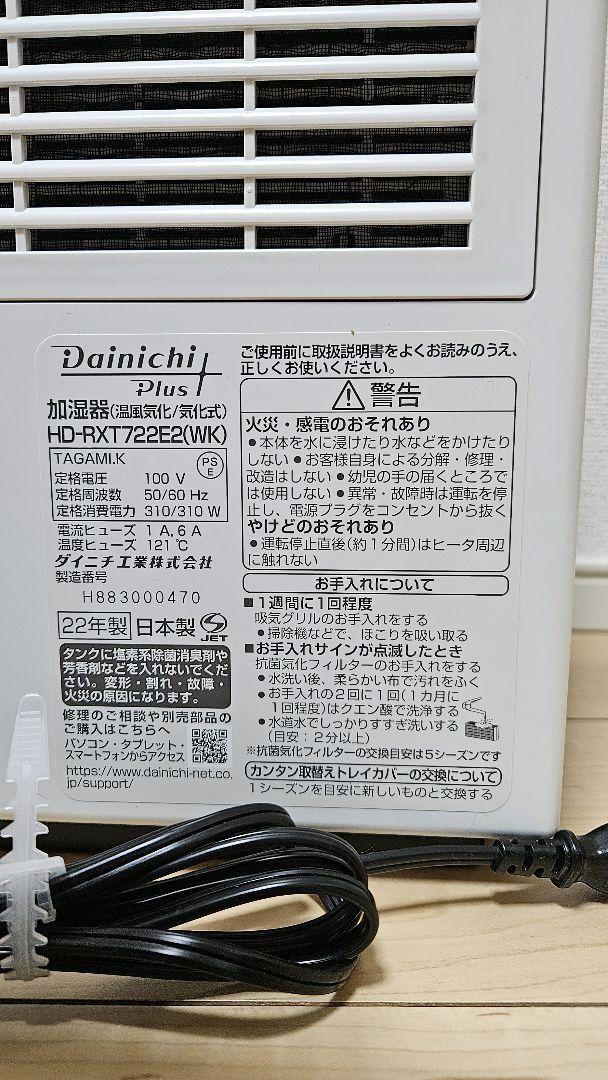 Dainichi
Plus
加湿器(温風気化/気化式)
HD-RXT722E2(WK)
TAGAMI.K
PS
E
定格電圧 100 V
定格周波数 50/60 Hz
定格消費電力 310/310 W
電流ヒューズ 1 A,6 A
温度ヒューズ 121℃
ダイニチ工業株式会社
製造番号
H883000470
22年製 日本製 JET
タンクに塩素系除菌消臭剤や
芳香剤などを入れないでくだ
さい。変形・割れ・故障・
火災の原因になります。
修理のご相談や別売部品の
ご購入はこちらへ
パソコン・タブレット・
スマートフォンからアクセス
https://www.dainichi-net.co.
jp/support/
ご使用前に取扱説明書をよくお読みのうえ、
正しくお使いください。
警告
火災・感電のおそれあり
●本体を水に浸けたり水などをかけたり
しない ●お客様自身による分解・修理・
改造はしない ●幼児の手の届くところで
は使用しない ●異常・故障時は運転を停
止し、電源プラグをコンセントから抜く
やけどのおそれあり
●運転停止直後(約1分間)はヒータ周辺
に触れない
お手入れについて
■1週間に1回程度
吸気グリルのお手入れをする
●掃除機などで、ほこりを吸い取る
■お手入れサインが点滅したとき
抗菌気化フィルターのお手入れをする
●水洗い後、柔らかい布で汚れをふく
●お手入れの2回に1回(1カ月に
1回程度)はクエン酸で洗浄する
●水道水でしっかりすすぎ洗いする
(目安:2分以上)
※抗菌気化フィルターの交換目安は5シーズンです
カンタン取替えトレイカバーの交換について
1シーズンを目安に新しいものと交換する